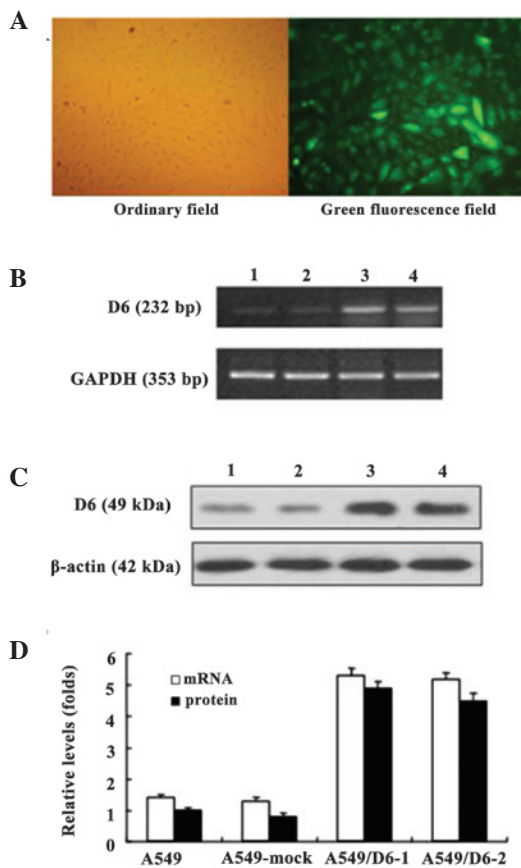 A
Ordinary field Green fluorescence field
B
1 2 3 4
D6 (232 bp)
GAPDH (353 bp)
C
1 2 3 4
D6 (49 kDa)
β-actin (42 kDa)
D
Relative levels (folds)
6
5
4
3
2
1
0
mRNA
protein
A549 A549-mock A549/D6-1 A549/D6-2